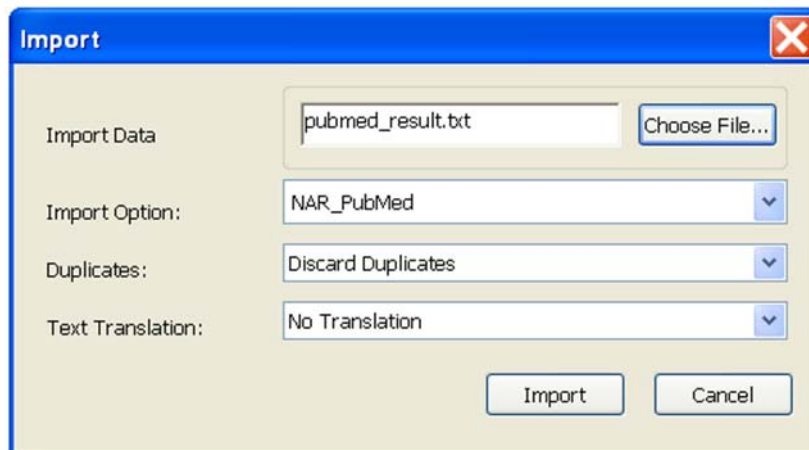 Import
Import Data
pubmed_result.txt
Choose File...
Import Option:
NAR_PubMed
Duplicates:
Discard Duplicates
Text Translation:
No Translation
Import
Cancel